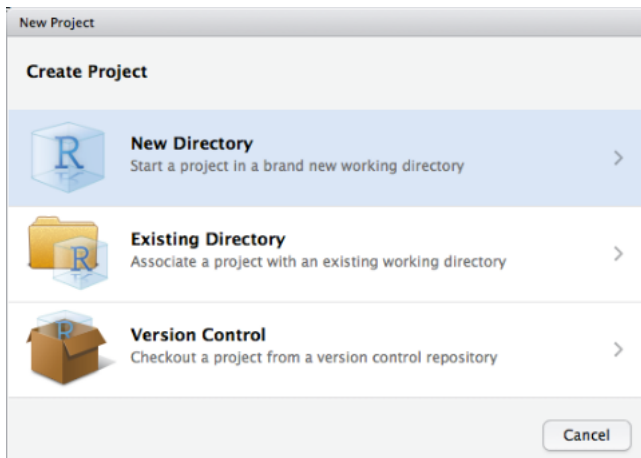 New Project
Create Project
R
New Directory
Start a project in a brand new working directory
R
Existing Directory
Associate a project with an existing working directory
R
Version Control
Checkout a project from a version control repository
Cancel